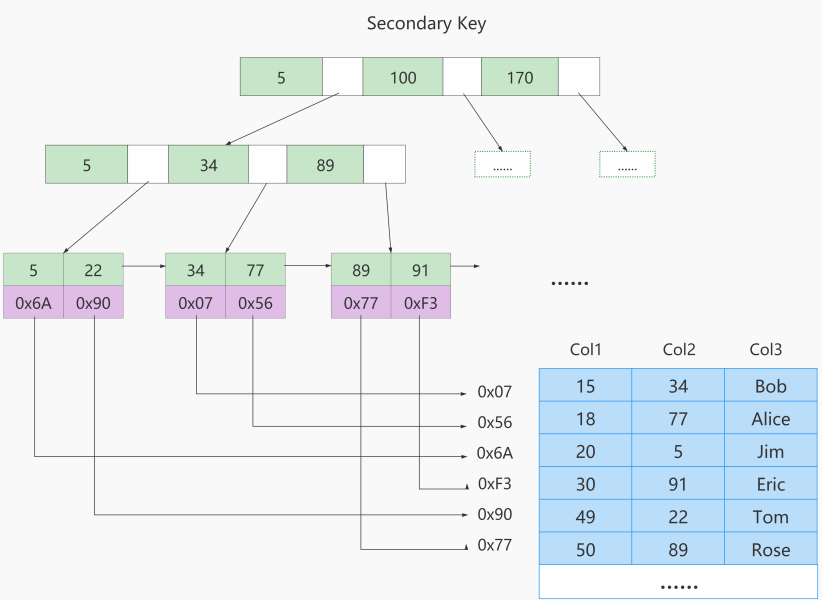 Secondary Key
5 100 170
5 34 89
...... ......
5 22 34 77 89 91
0x6A 0x90 0x07 0x56 0x77 0xF3
......
Col1 Col2 Col3
0x07 15 34 Bob
0x56 18 77 Alice
0x6A 20 5 Jim
0xF3 30 91 Eric
0x90 49 22 Tom
0x77 50 89 Rose
......